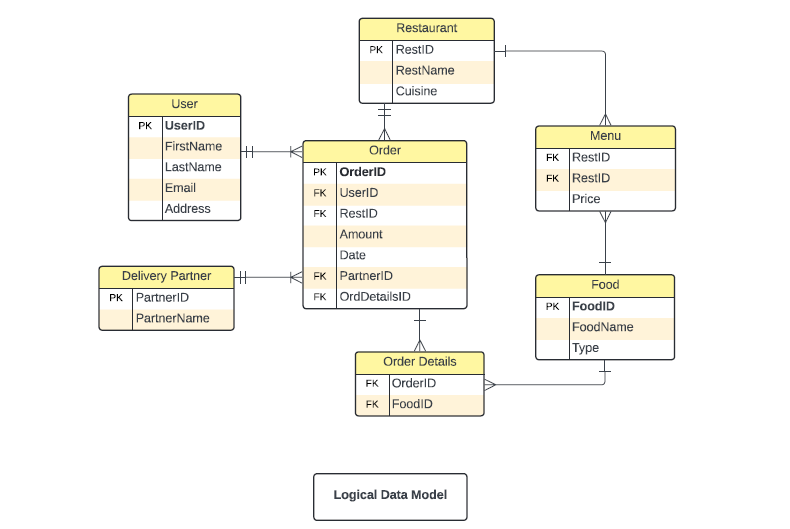 Restaurant
PK RestID
RestName
Cuisine
User
PK UserID
FirstName
LastName
Email
Address
Order
PK OrderID
FK UserID
FK RestID
Amount
Date
FK PartnerID
FK OrdDetailsID
Menu
FK RestID
FK RestID
Price
Delivery Partner
PK PartnerID
PartnerName
Food
PK FoodID
FoodName
Type
Order Details
FK OrderID
FK FoodID
Logical Data Model